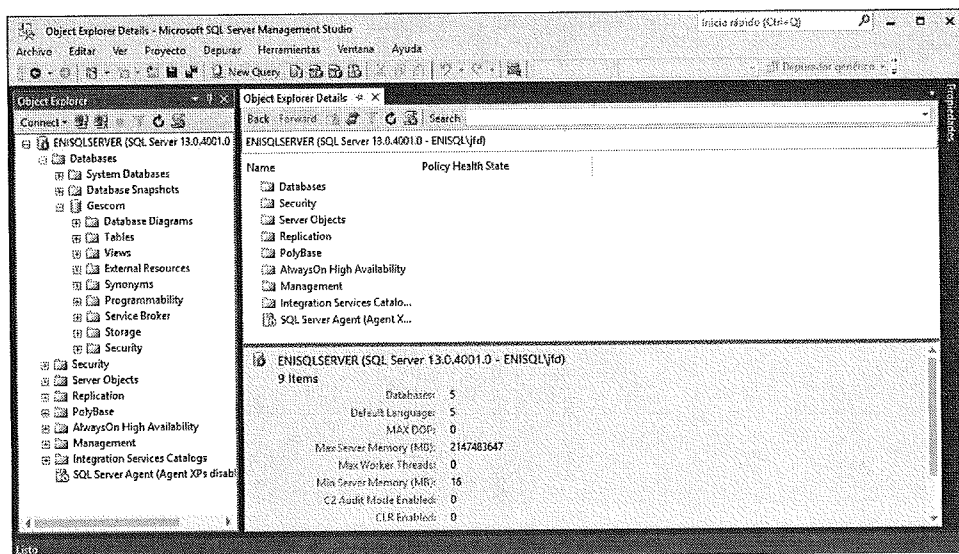 Object Explorer Details - Microsoft SQL Server Management Studio
Inicio rápido (Ctrl+Q)
Archivo Editar Ver Proyecto Depurar Herramientas Ventana Ayuda
New Query
Depurador genérico
Object Explorer
Connect
ENISQLSERVER (SQL Server 13.0.4001.0
Databases
System Databases
Database Snapshots
Gescom
Database Diagrams
Tables
Views
External Resources
Synonyms
Programmability
Service Broker
Storage
Security
Security
Server Objects
Replication
PolyBase
AlwaysOn High Availability
Management
Integration Services Catalogs
SQL Server Agent (Agent XPs disabl
Object Explorer Details
Back Forward Search
ENISQLSERVER (SQL Server 13.0.4001.0 - ENISQL\jfd)
Name Policy Health State
Databases
Security
Server Objects
Replication
PolyBase
AlwaysOn High Availability
Management
Integration Services Catalo...
SQL Server Agent (Agent X...
ENISQLSERVER (SQL Server 13.0.4001.0 - ENISQL\jfd)
9 Items
Databases: 5
Default Language: 5
MAX DOP: 0
Max Server Memory (MB): 2147483647
Max Worker Threads: 0
Min Server Memory (MB): 16
C2 Audit Mode Enabled: 0
CLR Enabled: 0
Propiedades
Listo